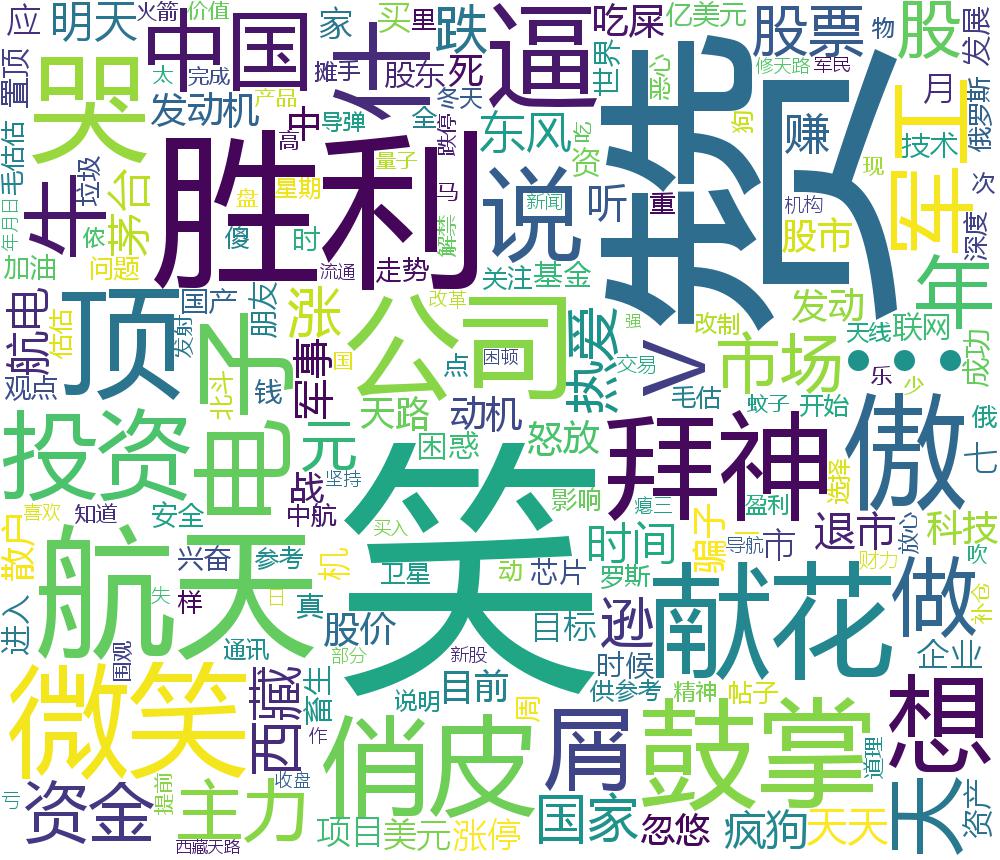 应
明天
火箭
价值
中国
家
买
里
跌
逼
吃屎
亿美元
股票
物
股
发展
置顶
哭
太
完成
摊手
股东
死
什
世界
恶心
修天路
军民
军工
月
俄罗斯
发动机
产品
中
导弹
全
冬天
高
跌停
东风
吃
资
狗
赚
技术
现
年月日
毛估估
垃圾
牛
茅台
量子
星期
盘
胜利
马
说
新闻
听
重
兴
机构
股市
次
深度
依
傻
时
解禁
加油
问题
流通
走势
关注
基金
年
航电
国产
朋友
涨
改革
公司
热爱
强
改制
发动
天线
联网
成功
顶
发射
估估
观点
电子
北斗
钱
军事
国
点
困顿
V
交易
市场
...
乐
少
毛估
蚊子
开始
投资
元
天路
动机
困惑
怒放
拜神
傲
俄
七
选择
喜欢
知道
安全
战
中航
坚持
笑
影响
瘪三
盈利
散户
航天
兴奋
参考
机
买入
卫星
动
芯片
时间
罗斯
骗子
导航
市
退市
放心
科技
吹
财力
补仓
失
样
日
真
进入
通讯
股价
部分
新股
目标
逊
献花
做
企业
围观
西藏
畜生
说明
目前
时候
供参考
精神
帖子
微笑
作
周
俏皮
屑
鼓掌
道理
想
亏
资金
提前
主力
收盘
西藏天路
项目
美元
涨停
国家
忽悠
疯狗
天天
天
资产